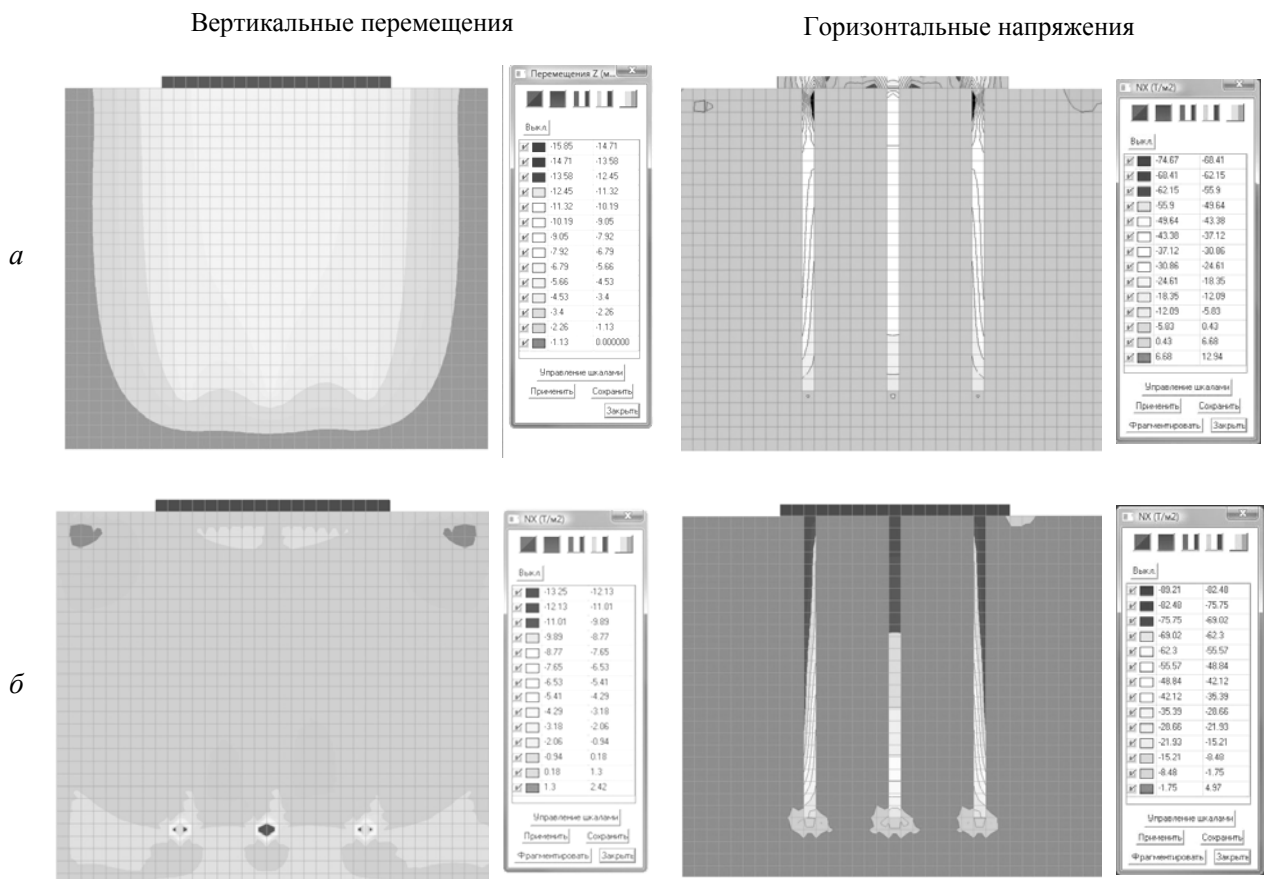 Вертикальные перемещения
Горизонтальные напряжения
а
Перемещения Z (м...
Выкл.
-15.85 -14.71
-14.71 -13.58
-13.58 -12.45
-12.45 -11.32
-11.32 -10.19
-10.19 -9.05
-9.05 -7.92
-7.92 -6.79
-6.79 -5.66
-5.66 -4.53
-4.53 -3.4
-3.4 -2.26
-2.26 -1.13
-1.13 0.000000
Управление шкалами
Применить Сохранить
Закрыть
NX (Т/м2)
Выкл.
-74.67 -68.41
-68.41 -62.15
-62.15 -55.9
-55.9 -49.64
-49.64 -43.38
-43.38 -37.12
-37.12 -30.86
-30.86 -24.61
-24.61 -18.35
-18.35 -12.09
-12.09 -5.83
-5.83 0.43
0.43 6.68
6.68 12.94
Управление шкалами
Применить Сохранить
Фрагментировать Закрыть
б
NX (Т/м2)
Выкл.
-13.25 -12.13
-12.13 -11.01
-11.01 -9.89
-9.89 -8.77
-8.77 -7.65
-7.65 -6.53
-6.53 -5.41
-5.41 -4.29
-4.29 -3.18
-3.18 -2.06
-2.06 -0.94
-0.94 0.18
0.18 1.3
1.3 2.42
Управление шкалами
Применить Сохранить
Фрагментировать Закрыть
NX (Т/м2)
Выкл.
-89.21 -82.48
-82.48 -75.75
-75.75 -69.02
-69.02 -62.3
-62.3 -55.57
-55.57 -48.84
-48.84 -42.12
-42.12 -35.39
-35.39 -28.66
-28.66 -21.93
-21.93 -15.21
-15.21 -8.48
-8.48 -1.75
-1.75 4.97
Управление шкалами
Применить Сохранить
Фрагментировать Закрыть